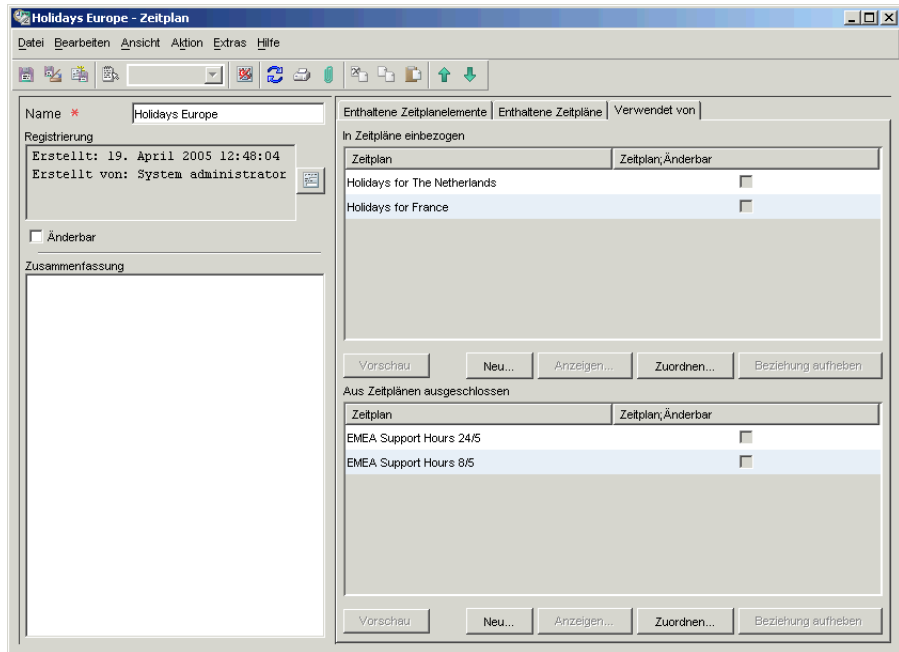 Holidays Europe - Zeitplan
Datei Bearbeiten Ansicht Aktion Extras Hilfe
Name * Holidays Europe
Registrierung
Erstellt: 19. April 2005 12:48:04
Erstellt von: System administrator
Änderbar
Zusammenfassung
Enthaltene Zeitplanelemente Enthaltene Zeitpläne Verwendet von
In Zeitpläne einbezogen
Zeitplan Zeitplan;Änderbar
Holidays for The Netherlands
Holidays for France
Vorschau Neu... Anzeigen... Zuordnen... Beziehung aufheben
Aus Zeitplänen ausgeschlossen
Zeitplan Zeitplan;Änderbar
EMEA Support Hours 24/5
EMEA Support Hours 8/5
Vorschau Neu... Anzeigen... Zuordnen... Beziehung aufheben